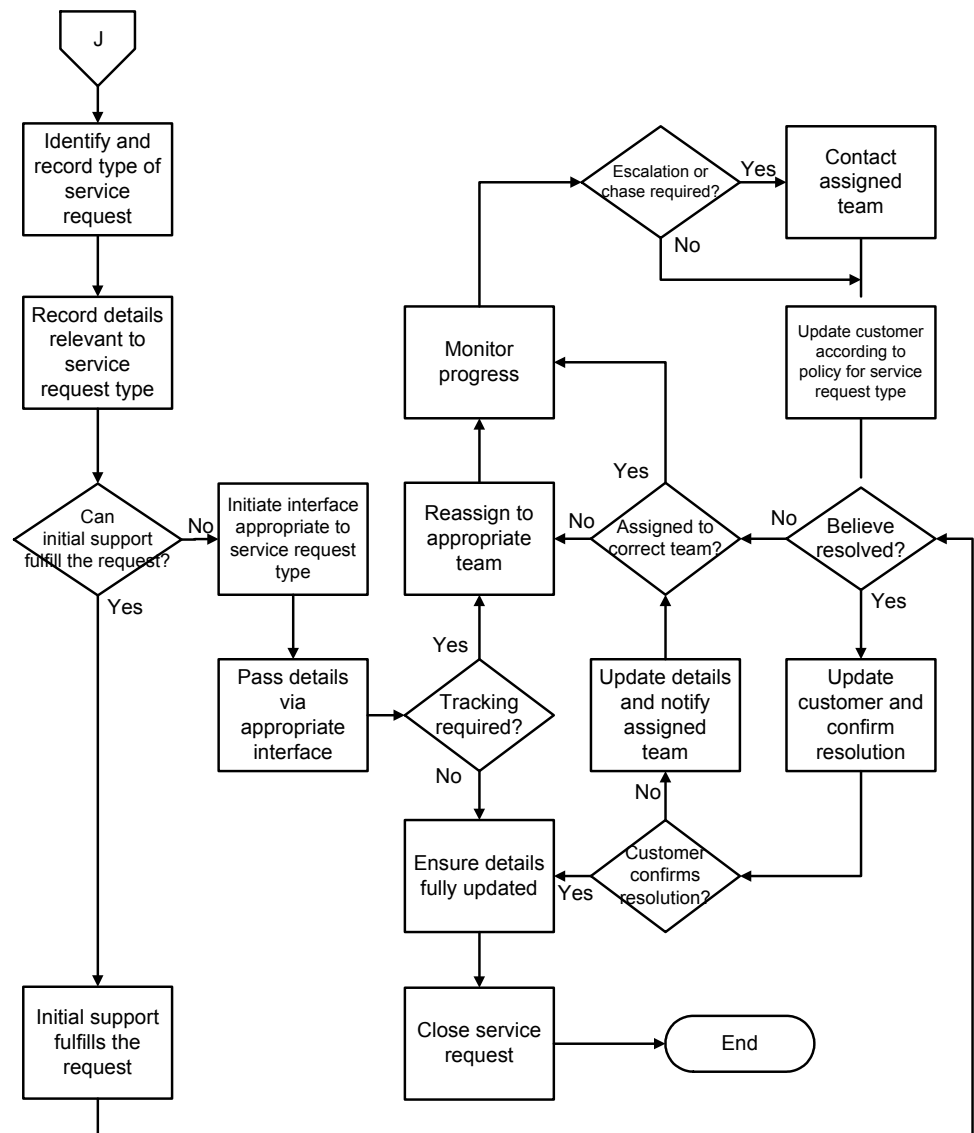 J
Identify and
record type of
service
request
Record details
relevant to
service
request type
Can
initial support
fulfill the request?
No
Yes
Initiate interface
appropriate to
service request
type
Pass details
via
appropriate
interface
Initial support
fulfills the
request
Escalation or
chase required?
Yes
No
Contact
assigned
team
Monitor
progress
Update customer
according to
policy for service
request type
Yes
Reassign to
appropriate
team
No
Assigned to
correct team?
No
Believe
resolved?
Yes
Yes
Tracking
required?
No
Update details
and notify
assigned
team
Update
customer and
confirm
resolution
No
Ensure details
fully updated
Yes
Customer
confirms
resolution?
Close service
request
End